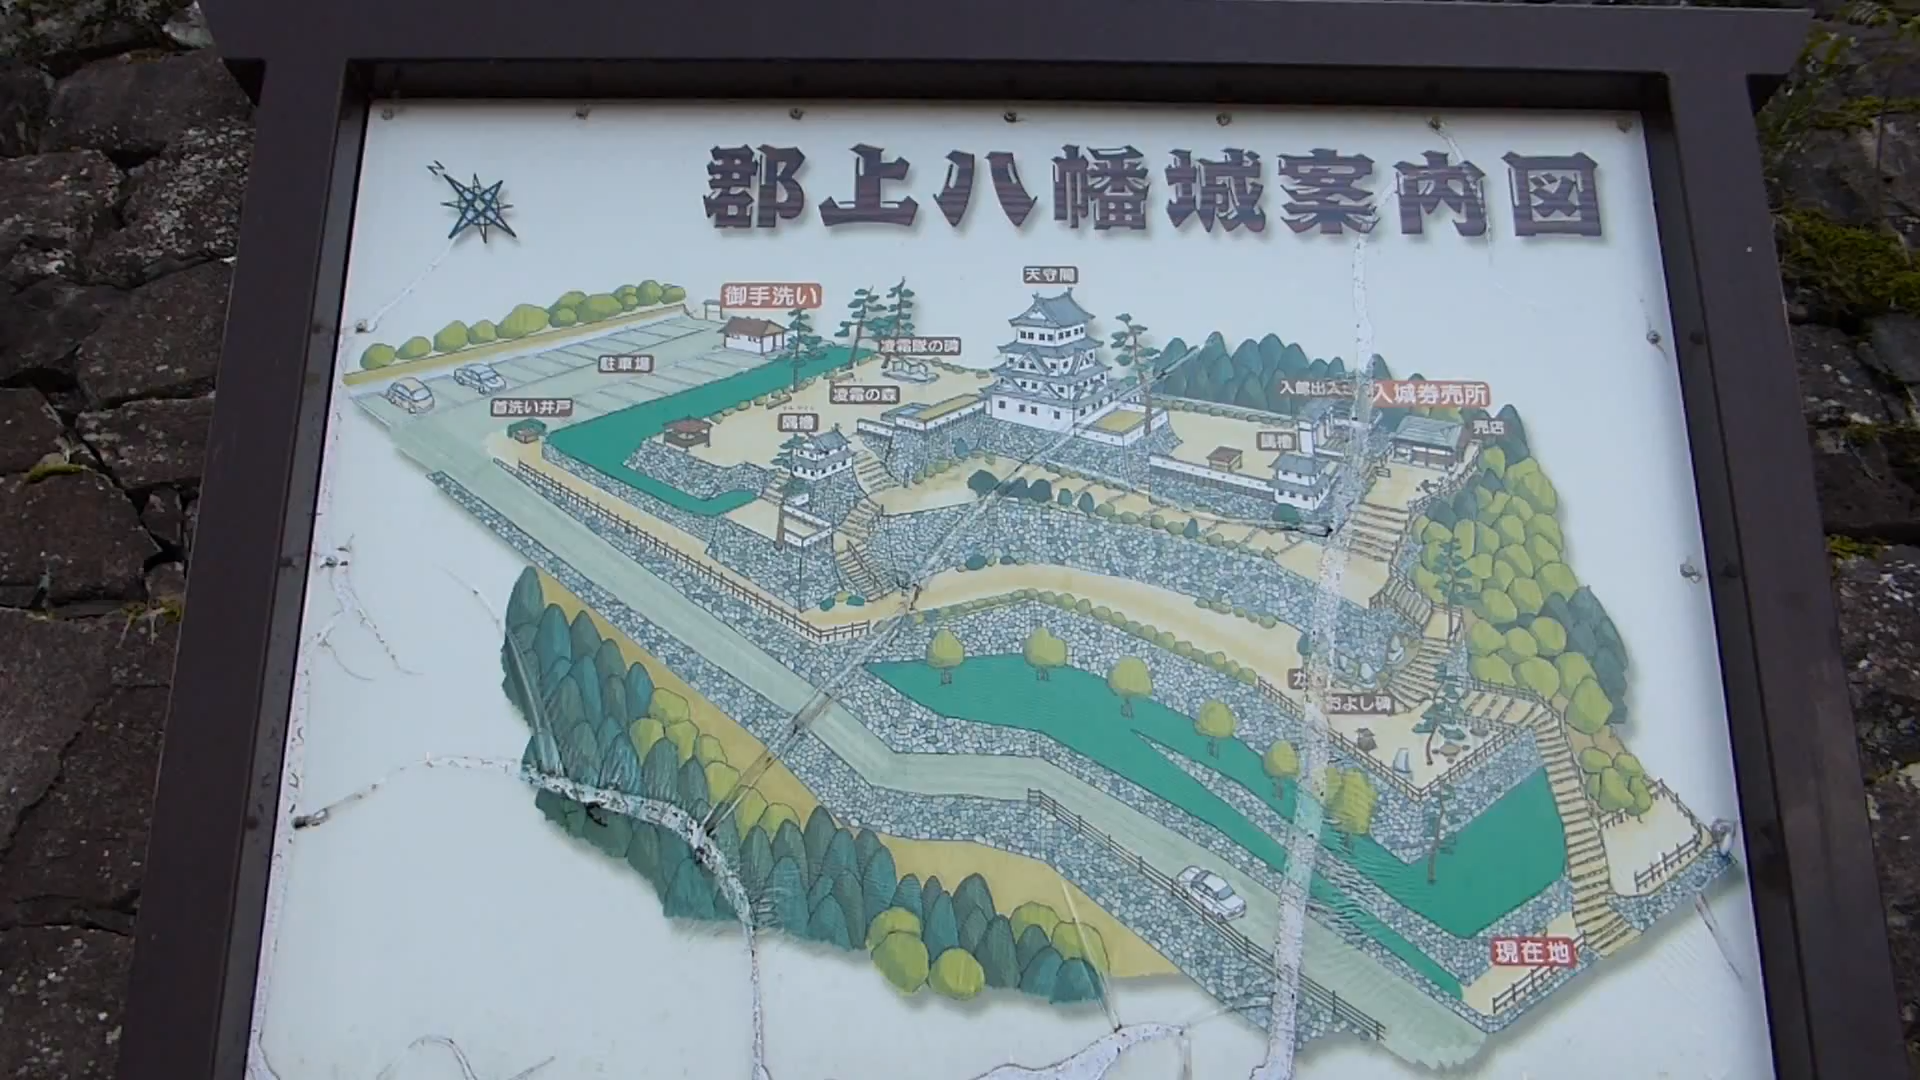 郡上八幡城案内図
N
天守閣
御手洗い
凌霜隊の碑
駐車場
凌霜の森
入城券売所
首洗い井戸
隅櫓
売店
およし碑
現在地